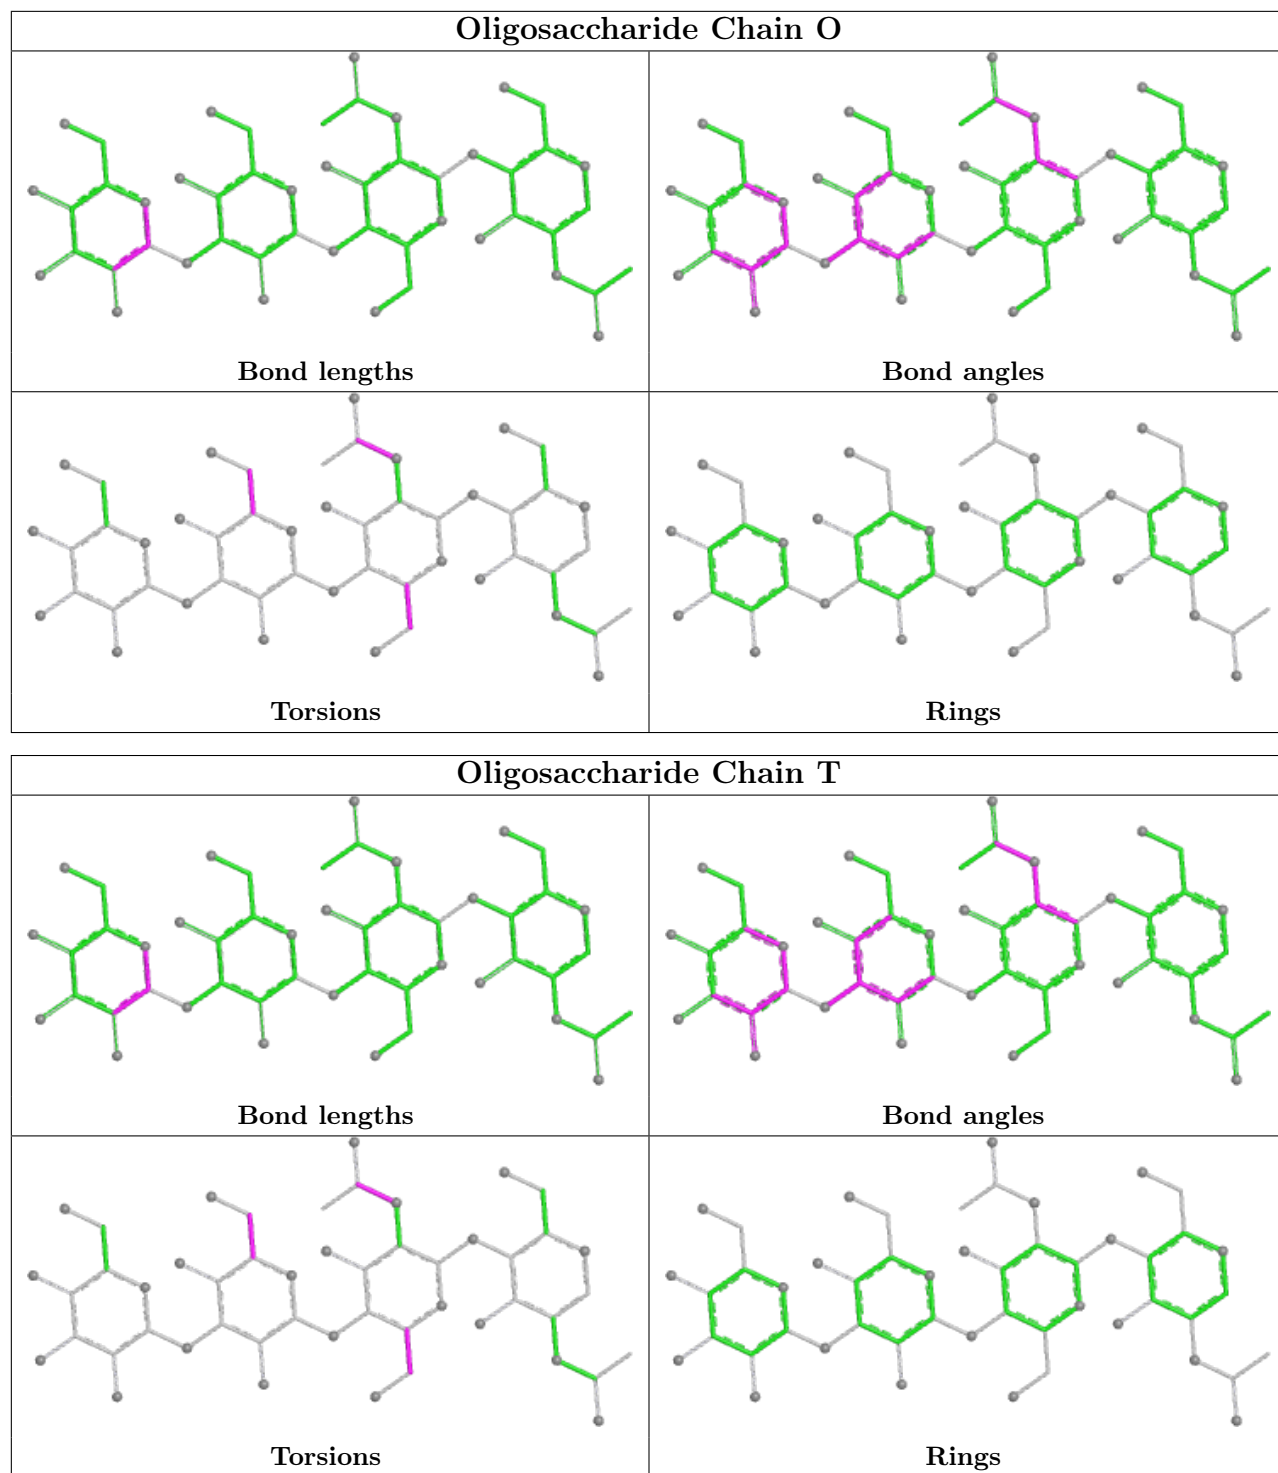 Oligosaccharide Chain O
Bond lengths
Bond angles
Torsions
Rings
Oligosaccharide Chain T
Bond lengths
Bond angles
Torsions
Rings